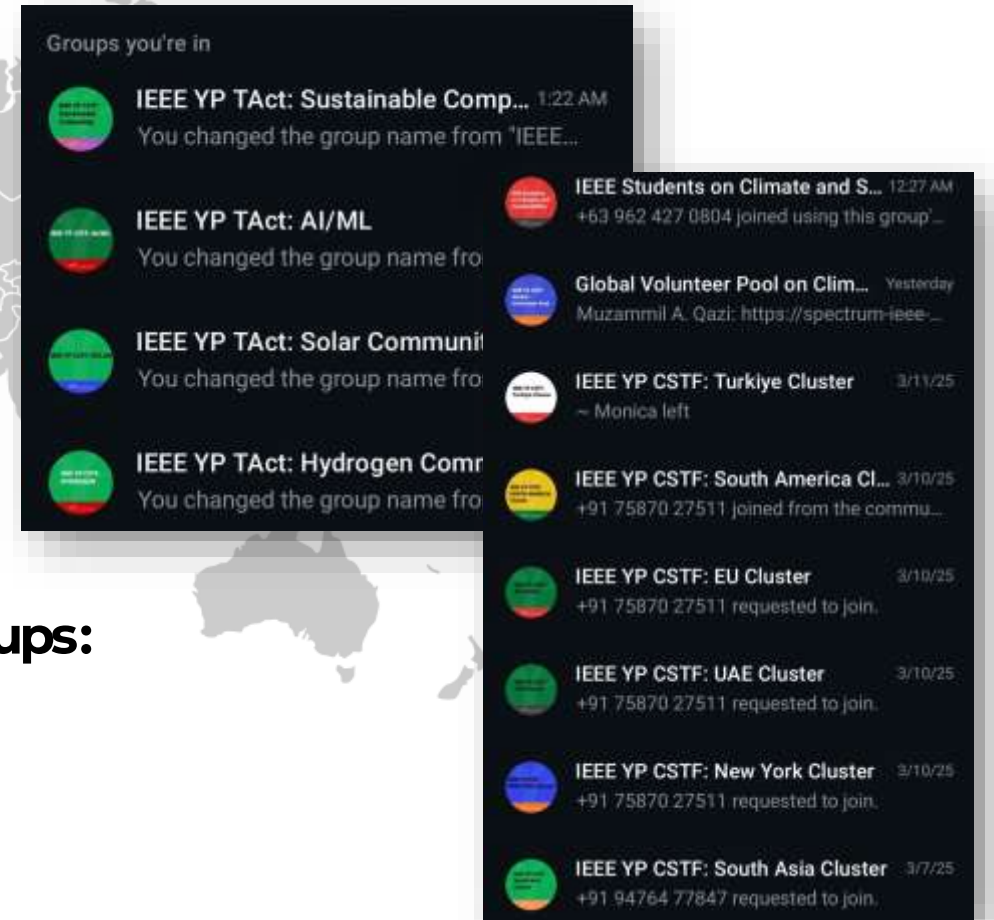 Groups you're in
IEEE YP TAct: Sustainable Comp... 1:22 AM
You changed the group name from "IEEE...
IEEE YP TAct: AI/ML
You changed the group name fro
IEEE YP TAct: Solar Communit
You changed the group name fro
IEEE YP TAct: Hydrogen Comr
You changed the group name fro
ups:
IEEE Students on Climate and S... 12:27 AM
+63 962 427 0804 joined using this group'...
Global Volunteer Pool on Clim... Yesterday
Muzammil A. Qazi: https://spectrum-ieee-...
IEEE YP CSTF: Turkiye Cluster 3/11/25
~ Monica left
IEEE YP CSTF: South America Cl... 3/10/25
+91 75870 27511 joined from the commu...
IEEE YP CSTF: EU Cluster 3/10/25
+91 75870 27511 requested to join.
IEEE YP CSTF: UAE Cluster 3/10/25
+91 75870 27511 requested to join.
IEEE YP CSTF: New York Cluster 3/10/25
+91 75870 27511 requested to join.
IEEE YP CSTF: South Asia Cluster 3/7/25
+91 94764 77847 requested to join.